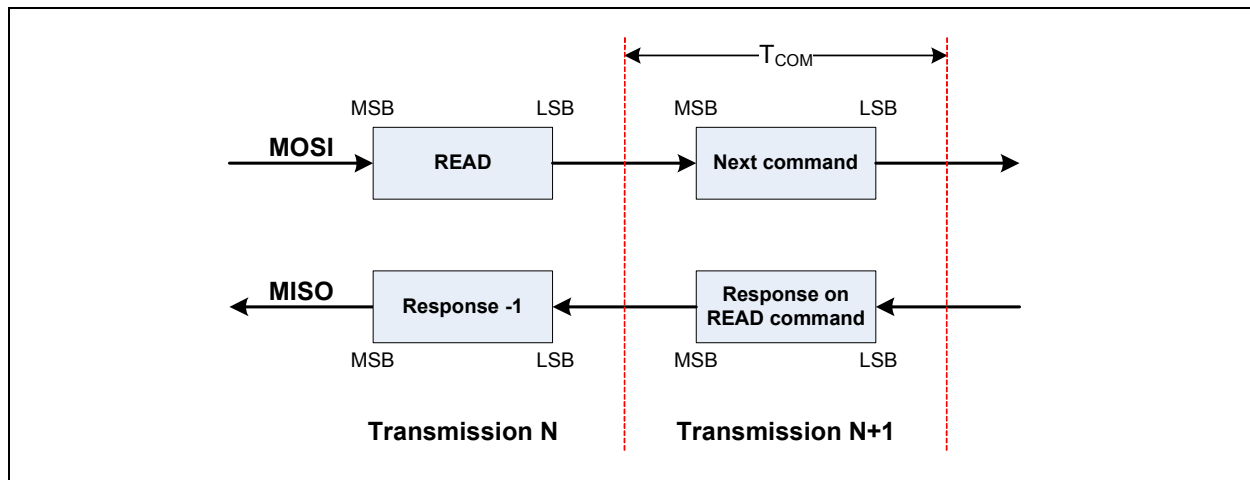 T_COM
MSB LSB MSB LSB
MOSI READ Next command
MISO Response -1 Response on
READ command
MSB LSB MSB LSB
Transmission N Transmission N+1